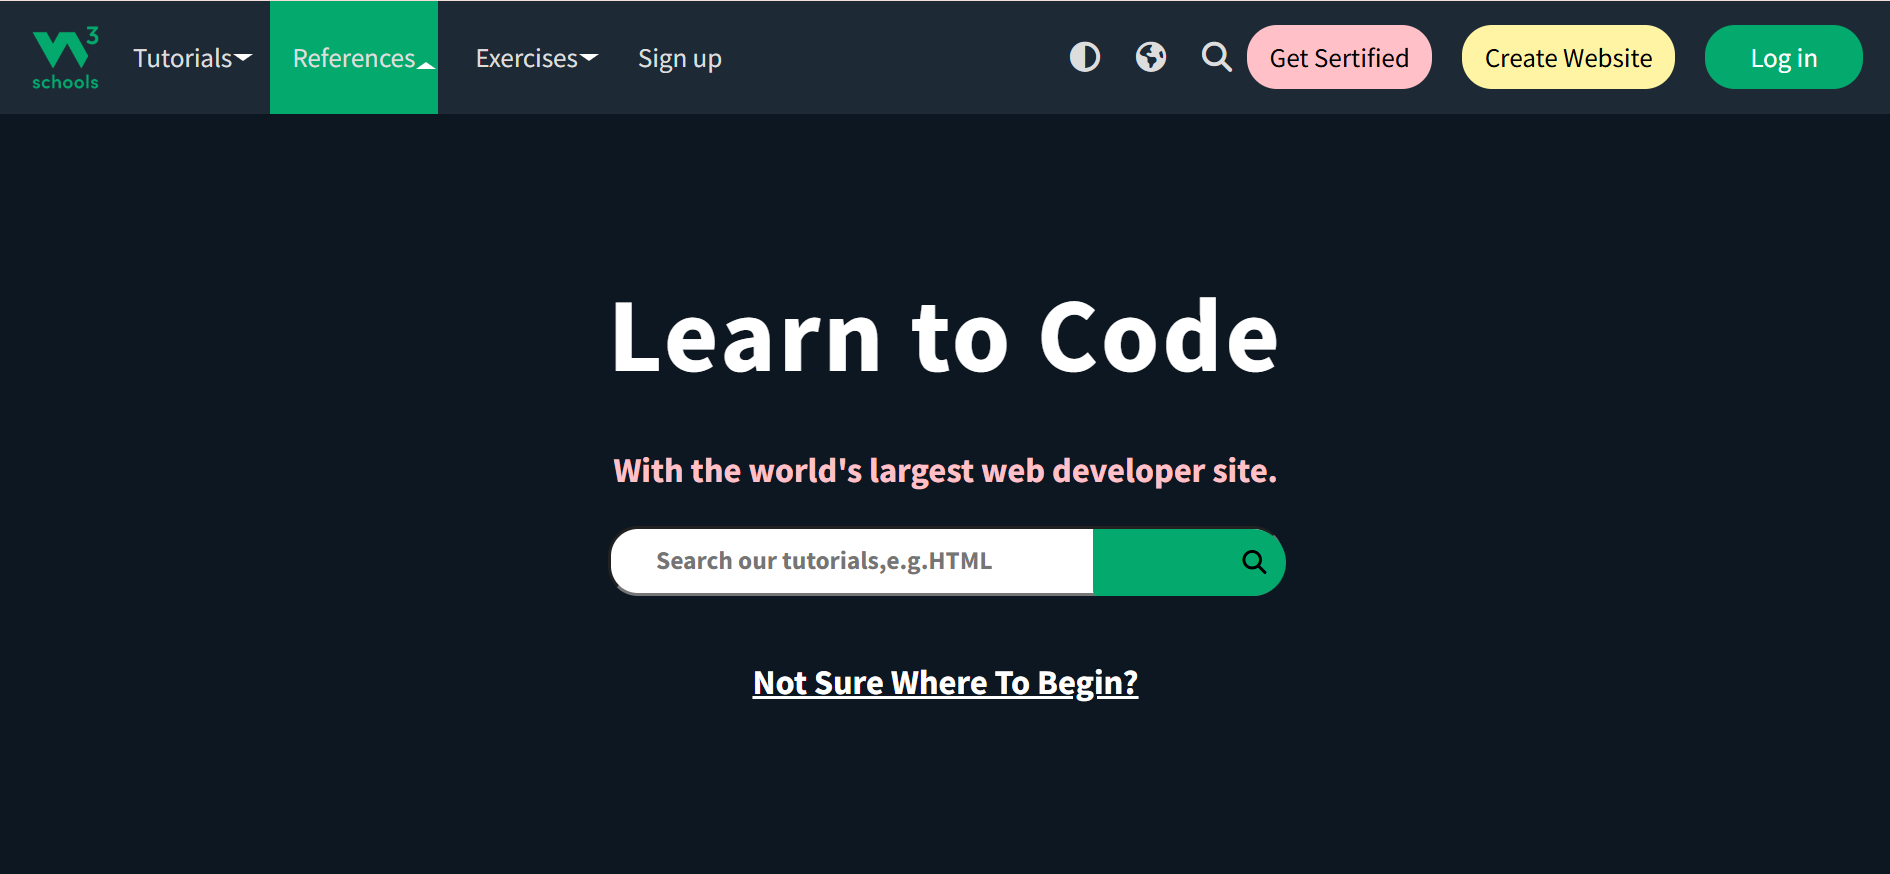 W3 schools Tutorials References Exercises Sign up Get Sertified Create Website Log in
Learn to Code
With the world's largest web developer site.
Search our tutorials,e.g.HTML
Not Sure Where To Begin?